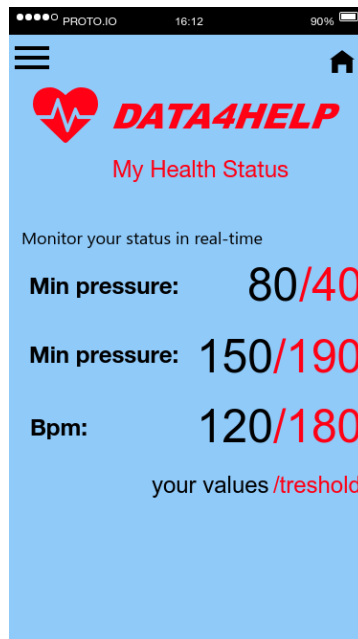 PROTO.IO 16:12 90%
DATA4HELP
My Health Status
Monitor your status in real-time
Min pressure: 80/40
Min pressure: 150/190
Bpm: 120/180
your values /treshold